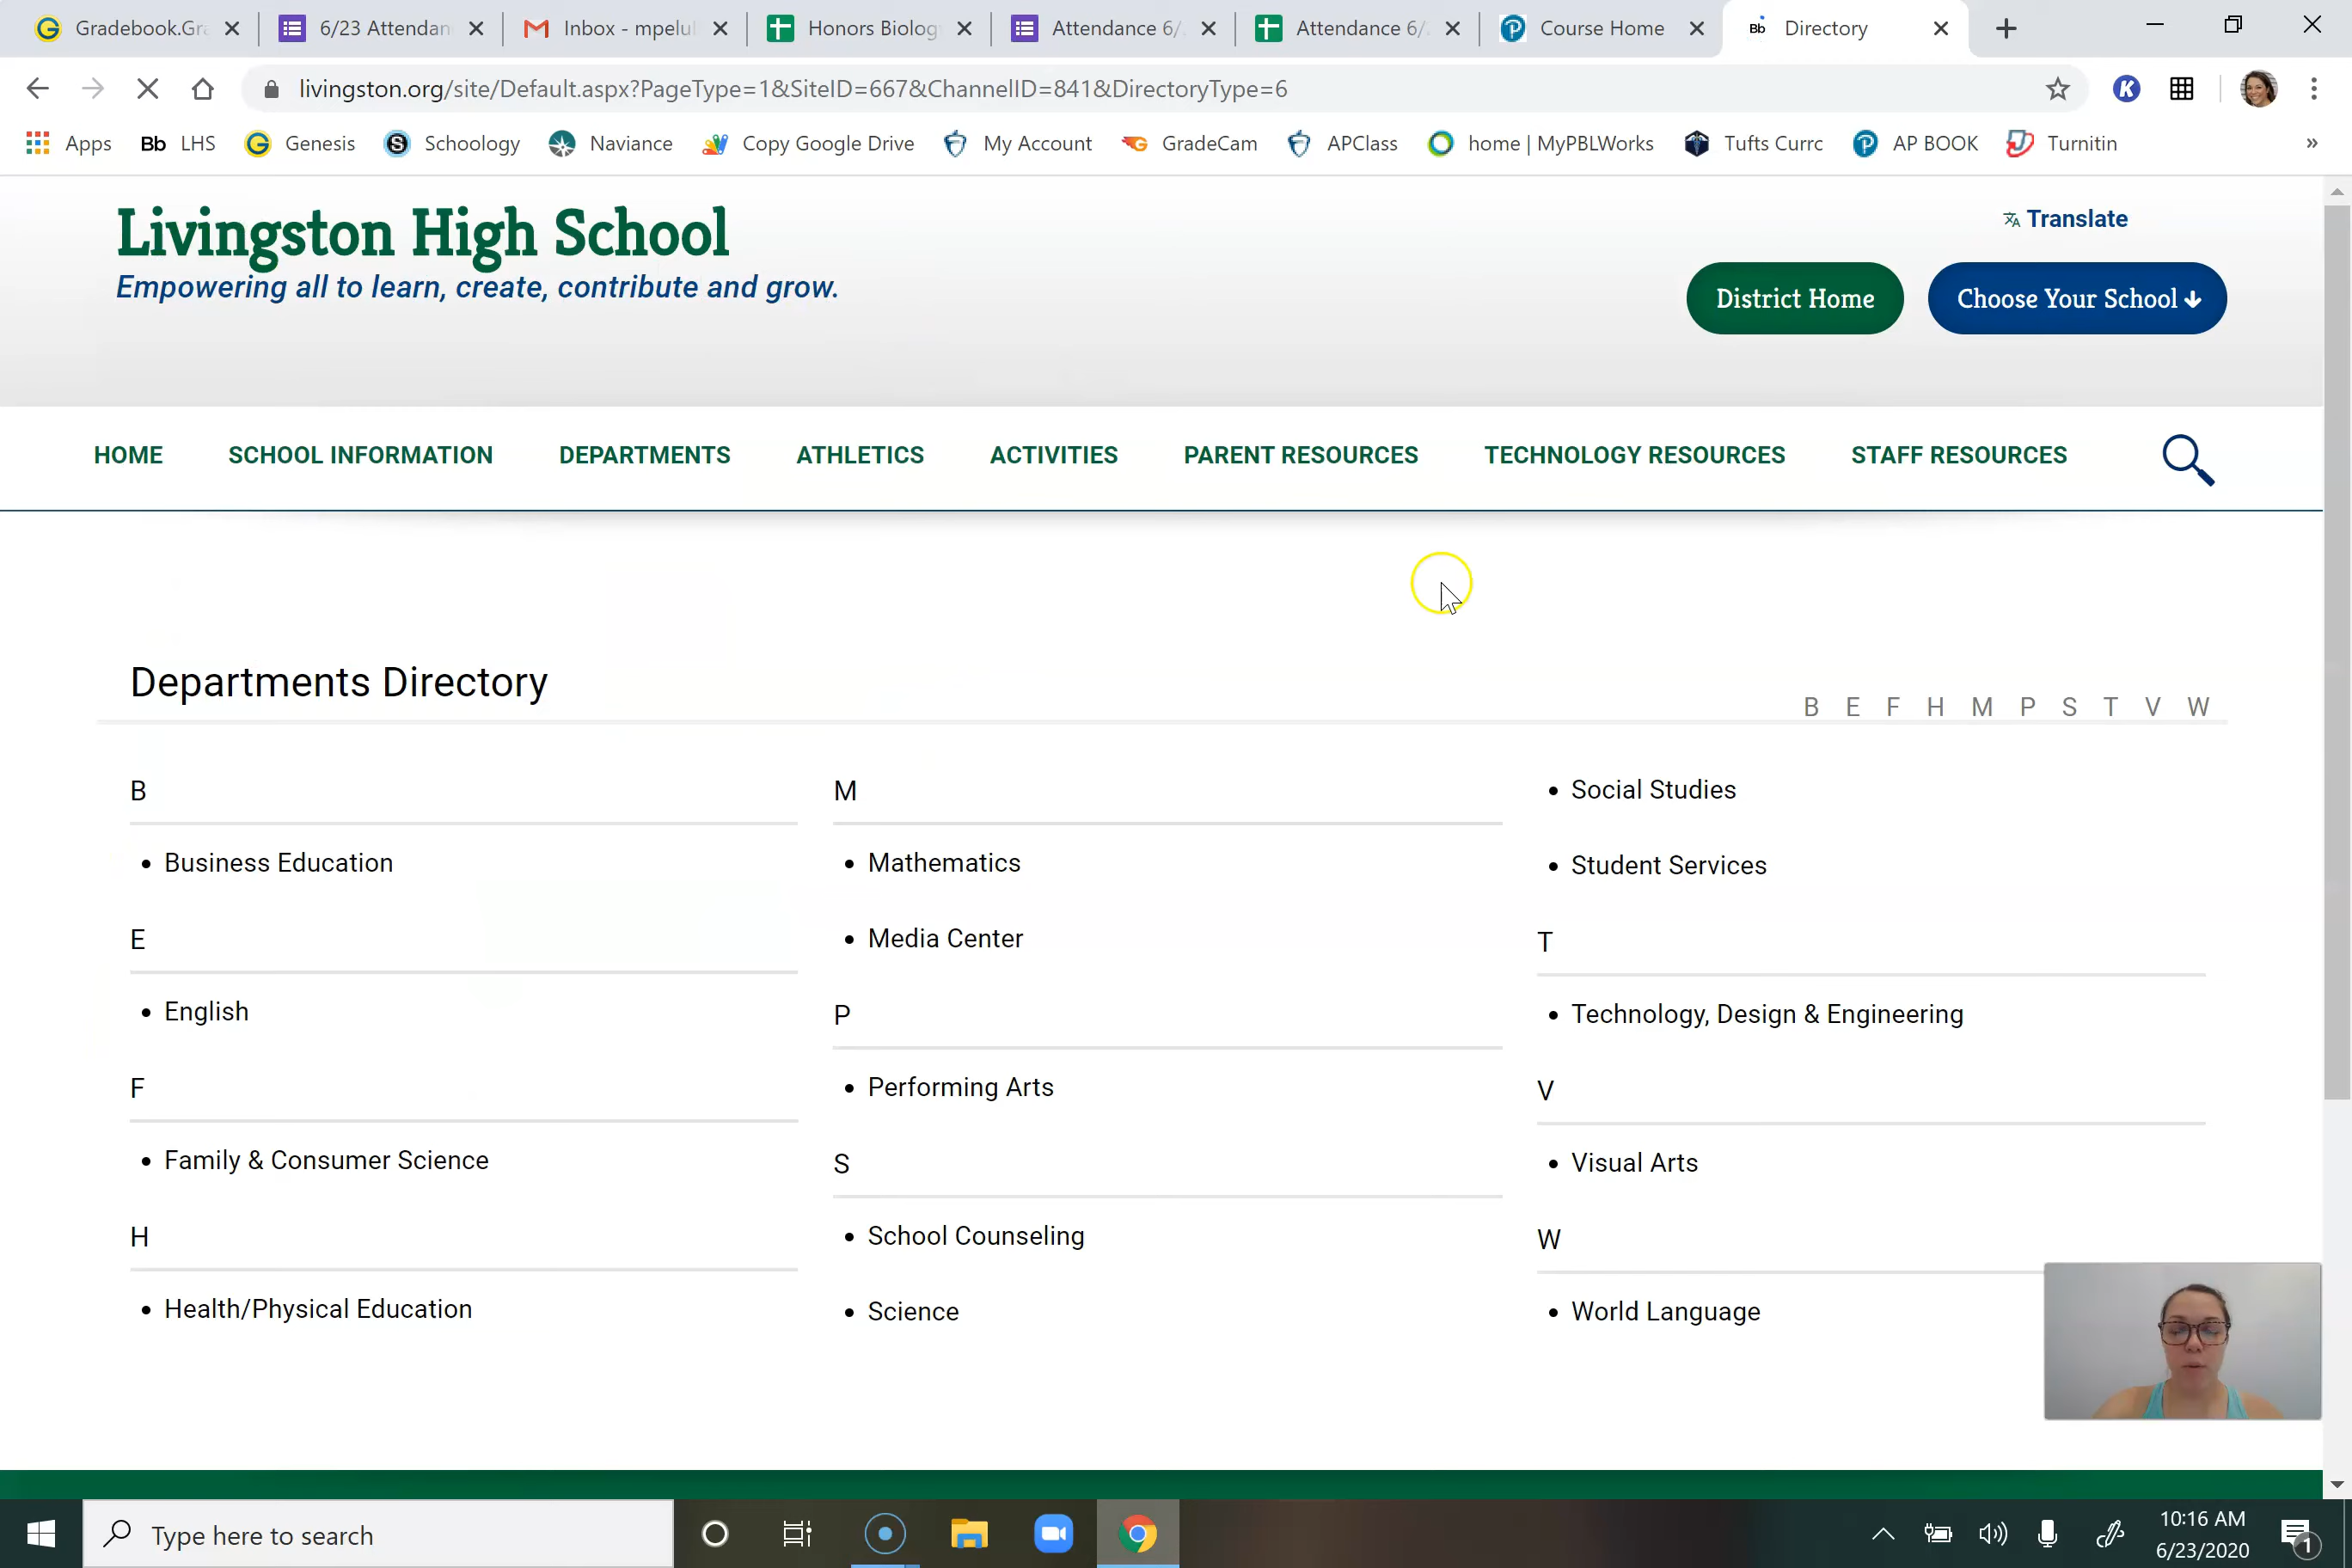 Gradebook.Gr
6/23 Attendan
Inbox - mpelul
Honors Biolog
Attendance 6/
Attendance 6/
Course Home
Bb Directory
livingston.org/site/Default.aspx?PageType=1&SiteID=667&ChannelID=841&DirectoryType=6
K
Apps
Bb LHS
Genesis
Schoology
Naviance
Copy Google Drive
My Account
GradeCam
APClass
home | MyPBLWorks
Tufts Currc
AP BOOK
Turnitin
»
Livingston High School
Empowering all to learn, create, contribute and grow.
Translate
District Home
Choose Your School
HOME
SCHOOL INFORMATION
DEPARTMENTS
ATHLETICS
ACTIVITIES
PARENT RESOURCES
TECHNOLOGY RESOURCES
STAFF RESOURCES
Departments Directory
B E F H M P S T V W
B
• Business Education
E
• English
F
• Family & Consumer Science
H
• Health/Physical Education
M
• Mathematics
• Media Center
P
• Performing Arts
S
• School Counseling
• Science
• Social Studies
• Student Services
T
• Technology, Design & Engineering
V
• Visual Arts
W
• World Language
Type here to search
10:16 AM
6/23/2020
1